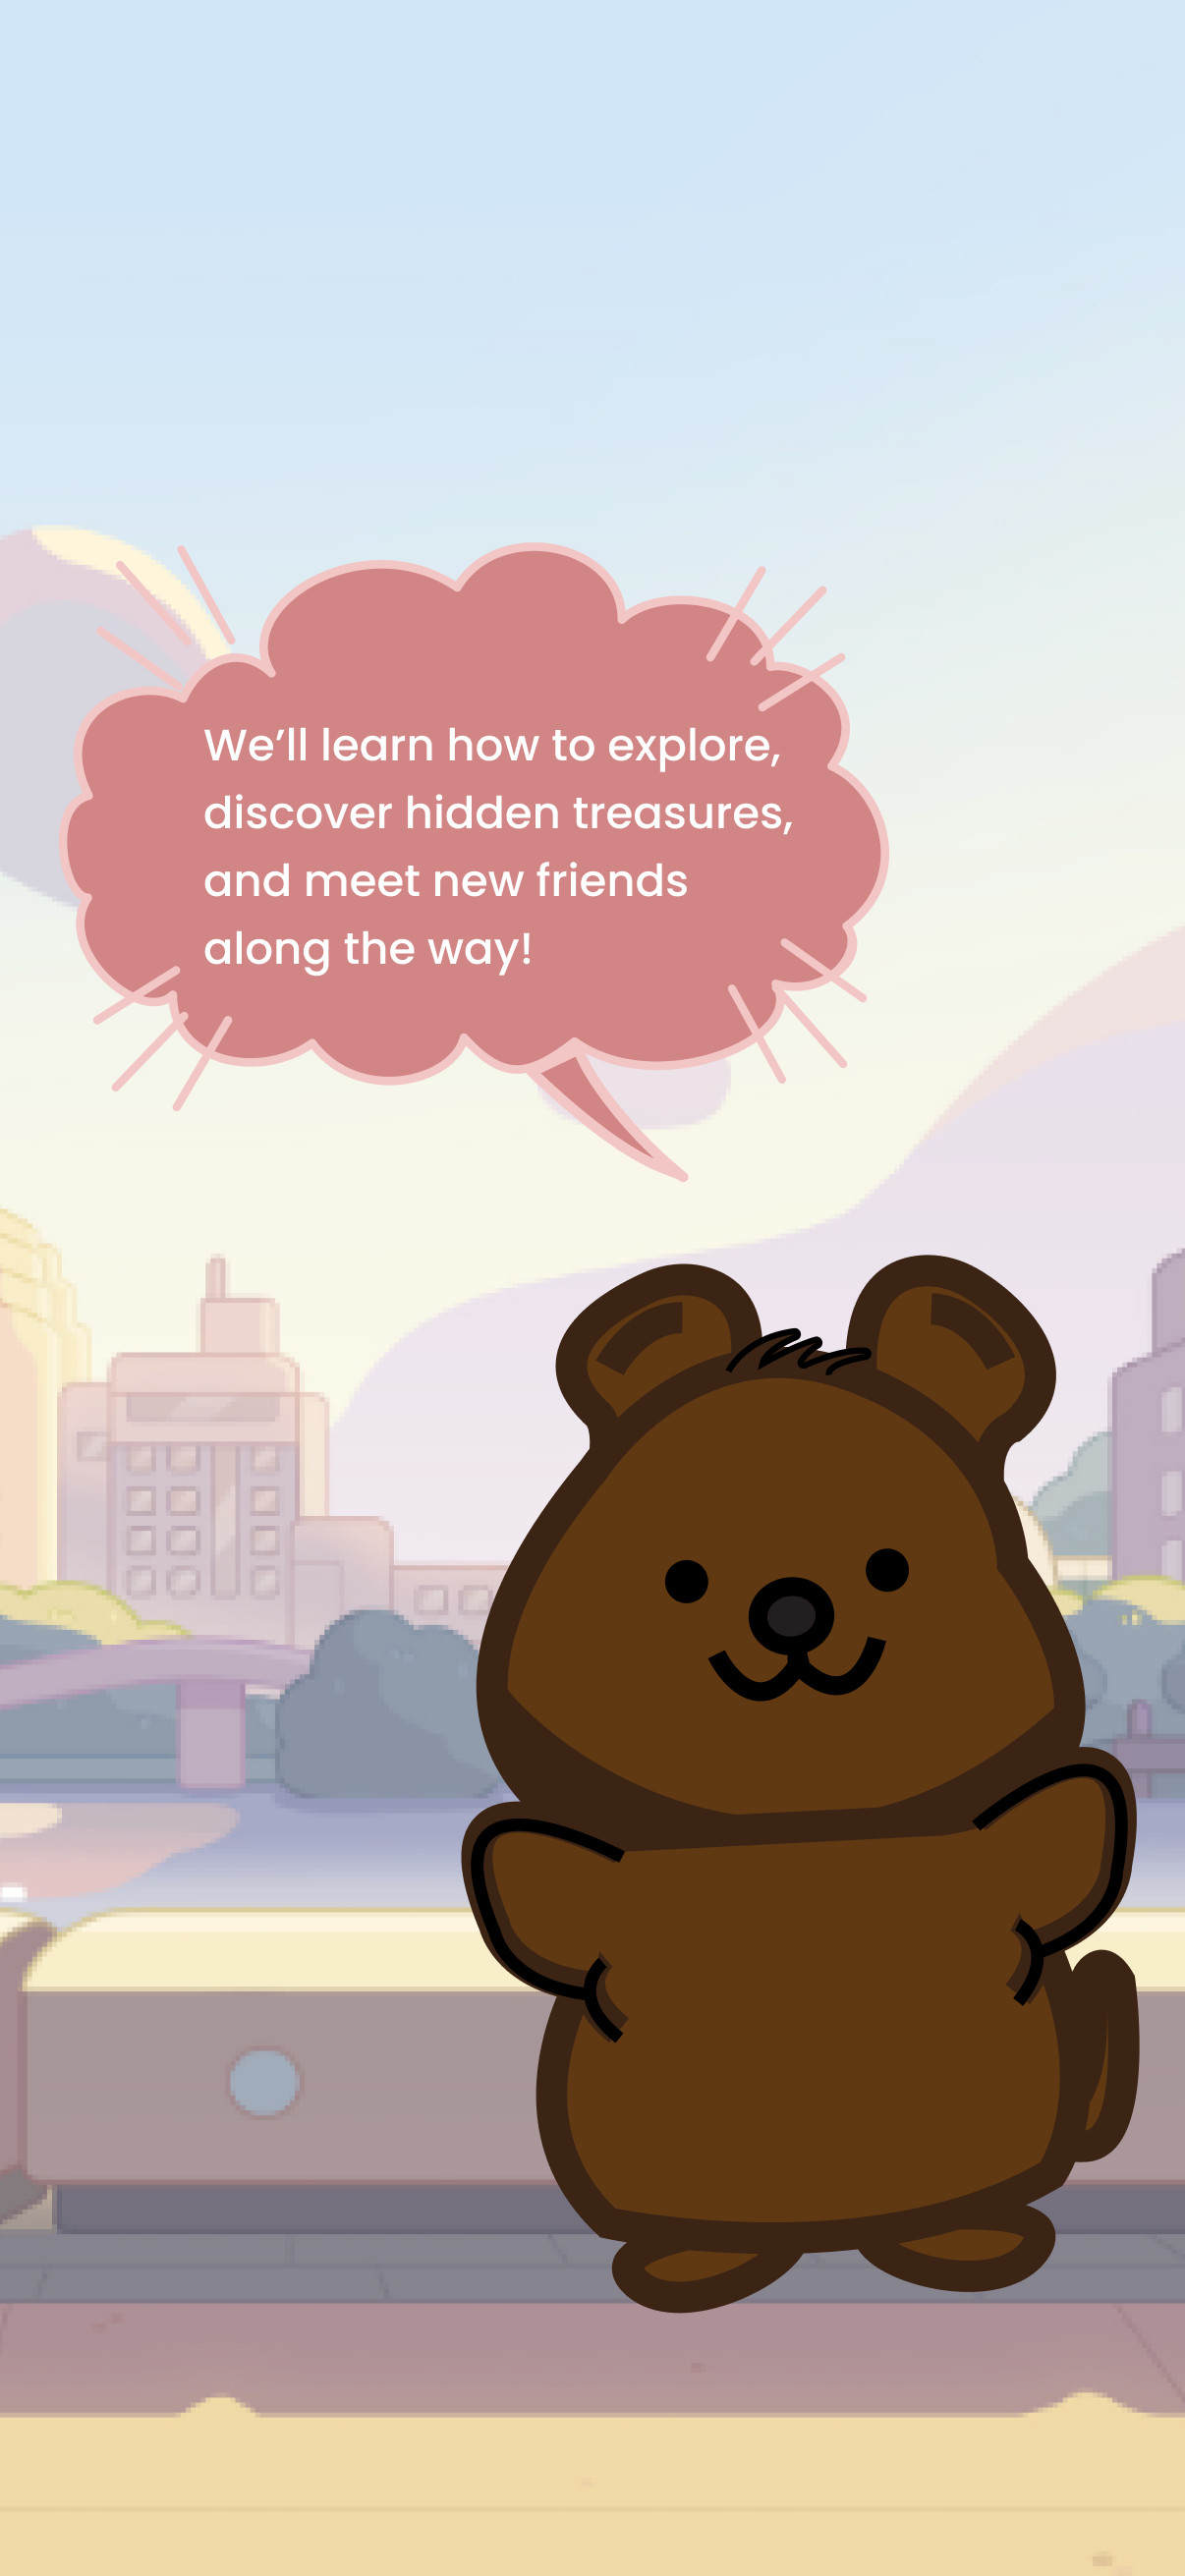 We’ll learn how to explore,
discover hidden treasures,
and meet new friends
along the way!